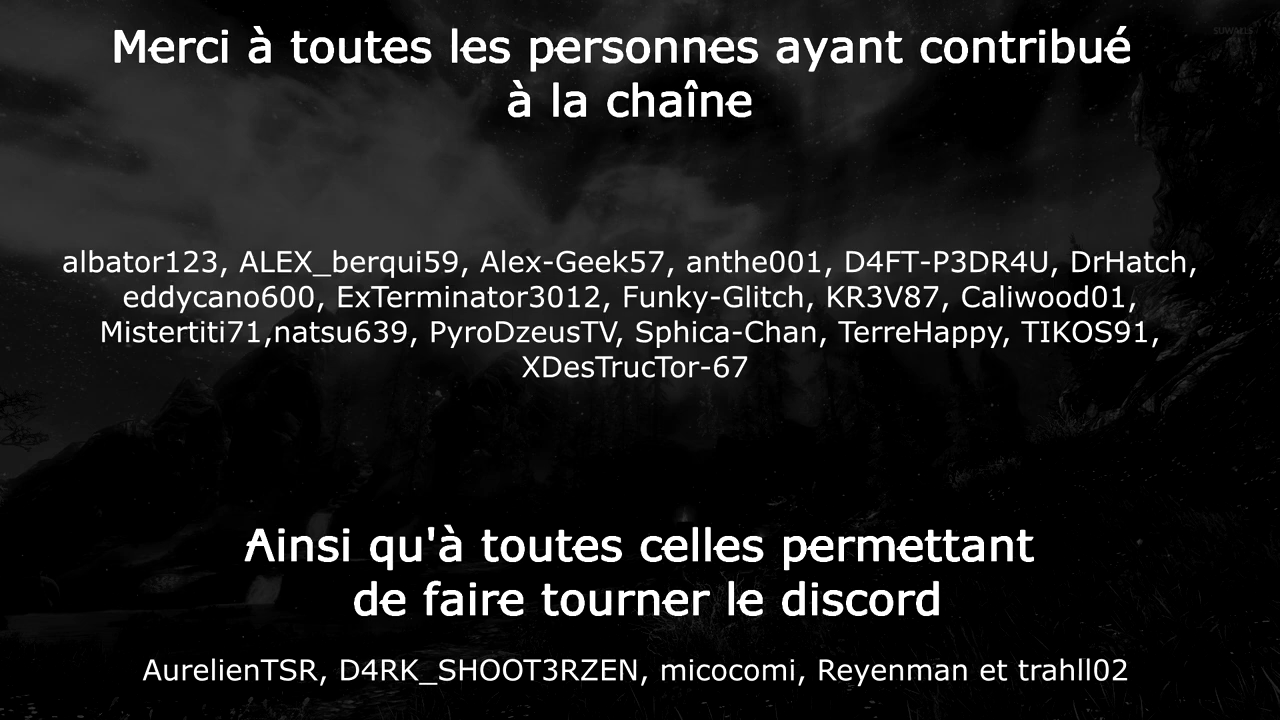 SUWALLS
Merci à toutes les personnes ayant contribué
à la chaîne
albator123, ALEX_berqui59, Alex-Geek57, anthe001, D4FT-P3DR4U, DrHatch,
eddycano600, ExTerminator3012, Funky-Glitch, KR3V87, Caliwood01,
Mistertiti71,natsu639, PyroDzeusTV, Sphica-Chan, TerreHappy, TIKOS91,
XDesTrucTor-67
Ainsi qu'à toutes celles permettant
de faire tourner le discord
AurelienTSR, D4RK_SHOOT3RZEN, micocomi, Reyenman et trahll02